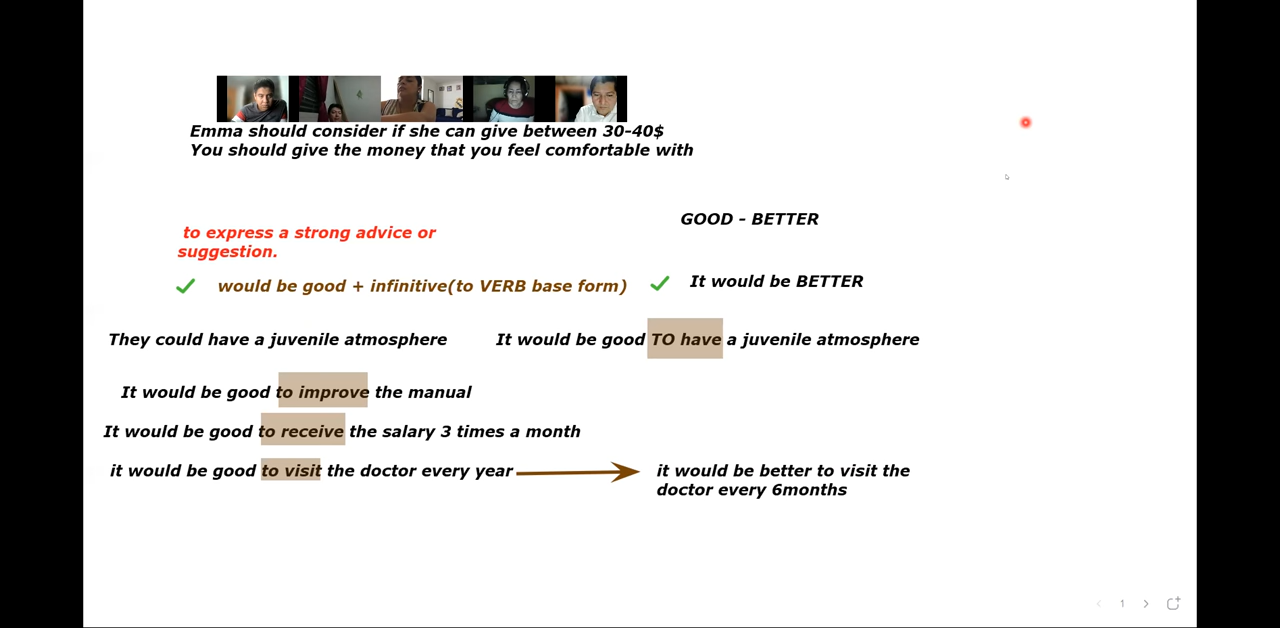 Emma should consider if she can give between 30-40$
You should give the money that you feel comfortable with
GOOD - BETTER
to express a strong advice or
suggestion.
would be good + infinitive(to VERB base form)
It would be BETTER
They could have a juvenile atmosphere
It would be good TO have a juvenile atmosphere
It would be good to improve the manual
It would be good to receive the salary 3 times a month
it would be good to visit the doctor every year
it would be better to visit the
doctor every 6months
1